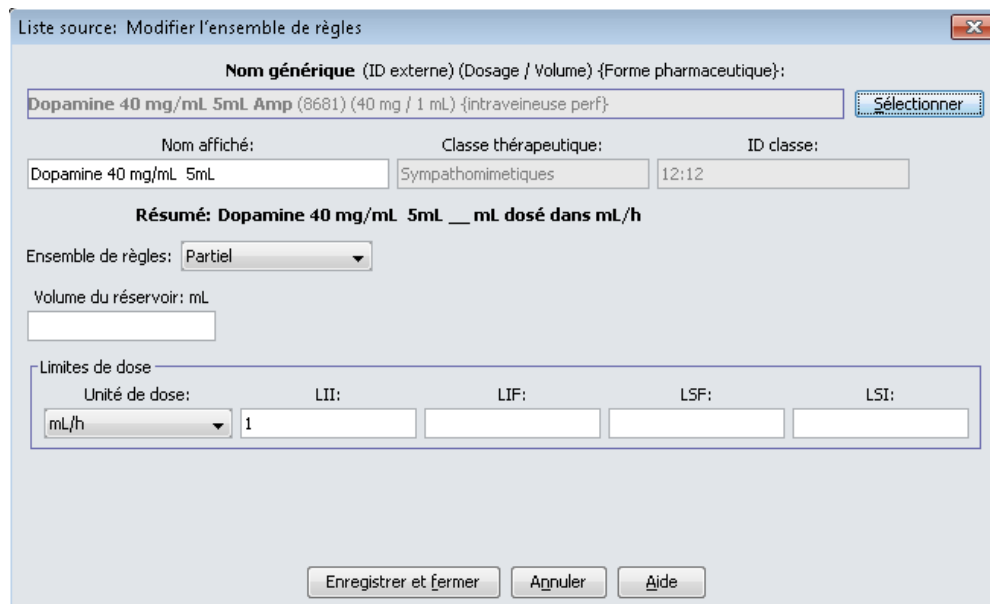 Liste source: Modifier l'ensemble de règles
Nom générique (ID externe) (Dosage / Volume) {Forme pharmaceutique}:
Dopamine 40 mg/mL 5mL Amp (8681) (40 mg / 1 mL) {intraveineuse perf} Sélectionner
Nom affiché: Classe thérapeutique: ID classe:
Dopamine 40 mg/mL 5mL Sympathomimetiques 12:12
Résumé: Dopamine 40 mg/mL 5mL __ mL dosé dans mL/h
Ensemble de règles: Partiel
Volume du réservoir: mL
Limites de dose
Unité de dose: LII: LIF: LSF: LSI:
mL/h 1
Enregistrer et fermer Annuler Aide